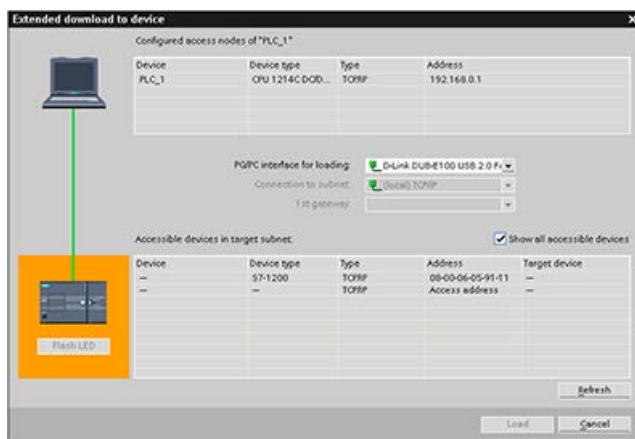 Extended download to device
Configured access nodes of "PLC_1"
Device Device type Type Address
PLC_1 CPU 1214C DC/D... TCP/IP 192.168.0.1
PG/PC interface for loading: D-Link DUB-E100 USB 2.0 Fa
Connection to subnet: (local) TCP/IP
1st gateway:
Accessible devices in target subnet: Show all accessible devices
Device Device type Type Address Target device
— S7-1200 TCP/IP 08-00-06-05-91-11 —
— — TCP/IP Access address —
Flash LED
Refresh
Load Cancel